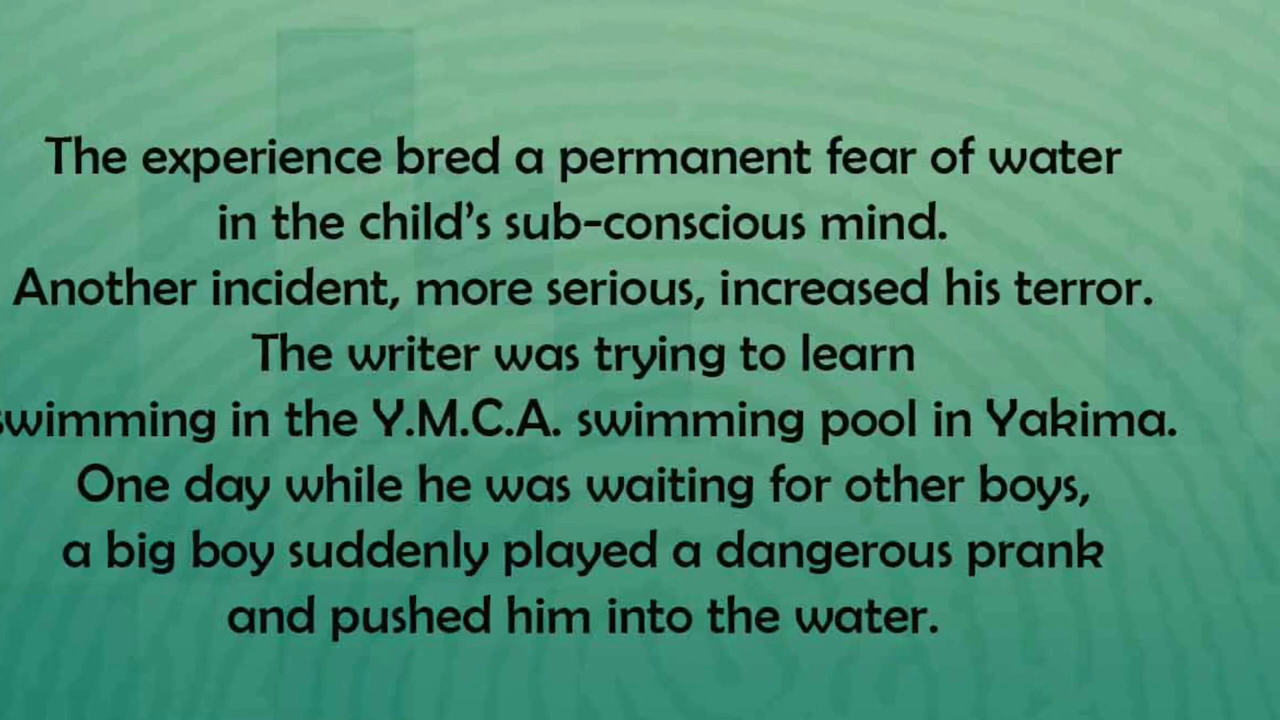 The experience bred a permanent fear of water
in the child's sub-conscious mind.
Another incident, more serious, increased his terror.
The writer was trying to learn
swimming in the Y.M.C.A. swimming pool in Yakima.
One day while he was waiting for other boys,
a big boy suddenly played a dangerous prank
and pushed him into the water.